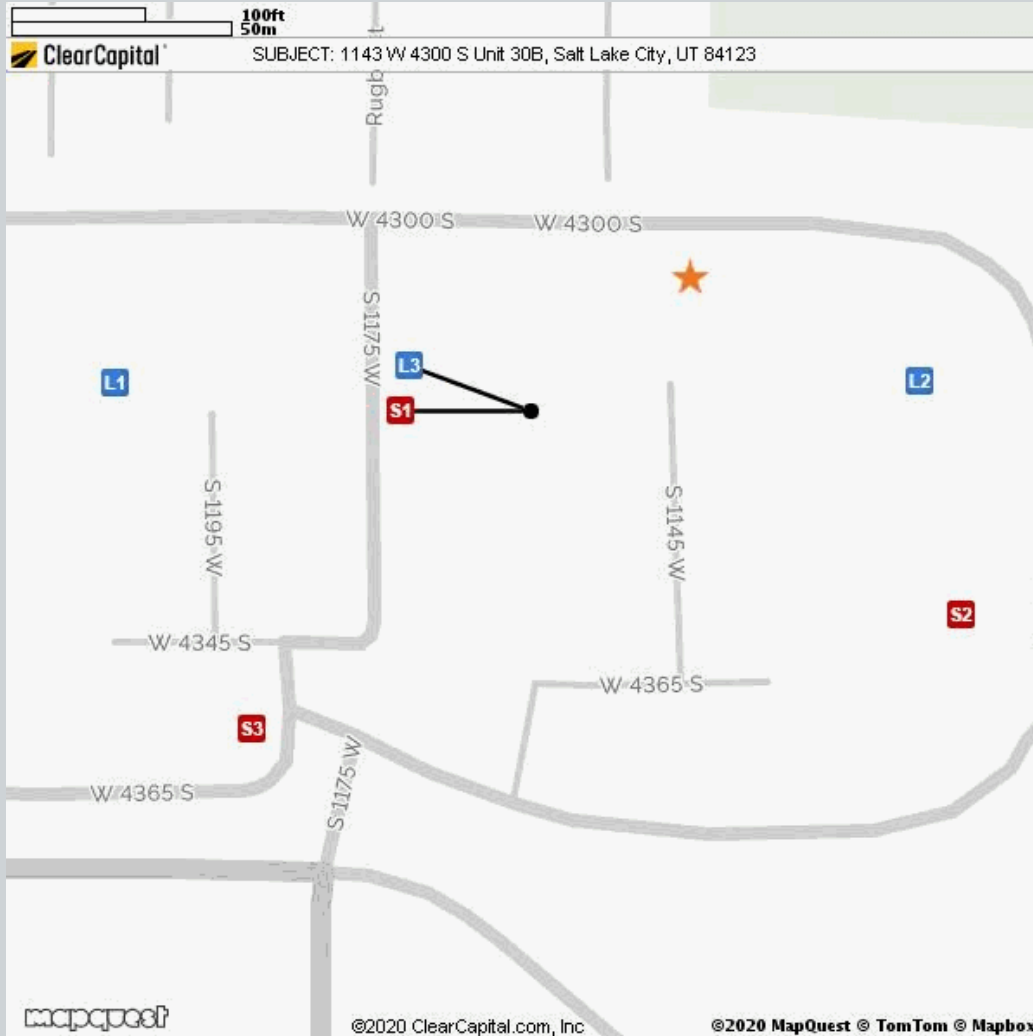 100ft
50m
ClearCapital
SUBJECT: 1143 W 4300 S Unit 30B, Salt Lake City, UT 84123
W 4300 S
W 4300 S
S 1175 W
L3
L1
L2
S1
S 1195 W
S 1145 W
S2
W 4345 S
W 4365 S
S3
S 1175 W
W 4365 S
mapquest
©2020 ClearCapital.com, Inc
©2020 MapQuest © TomTom © Mapbox